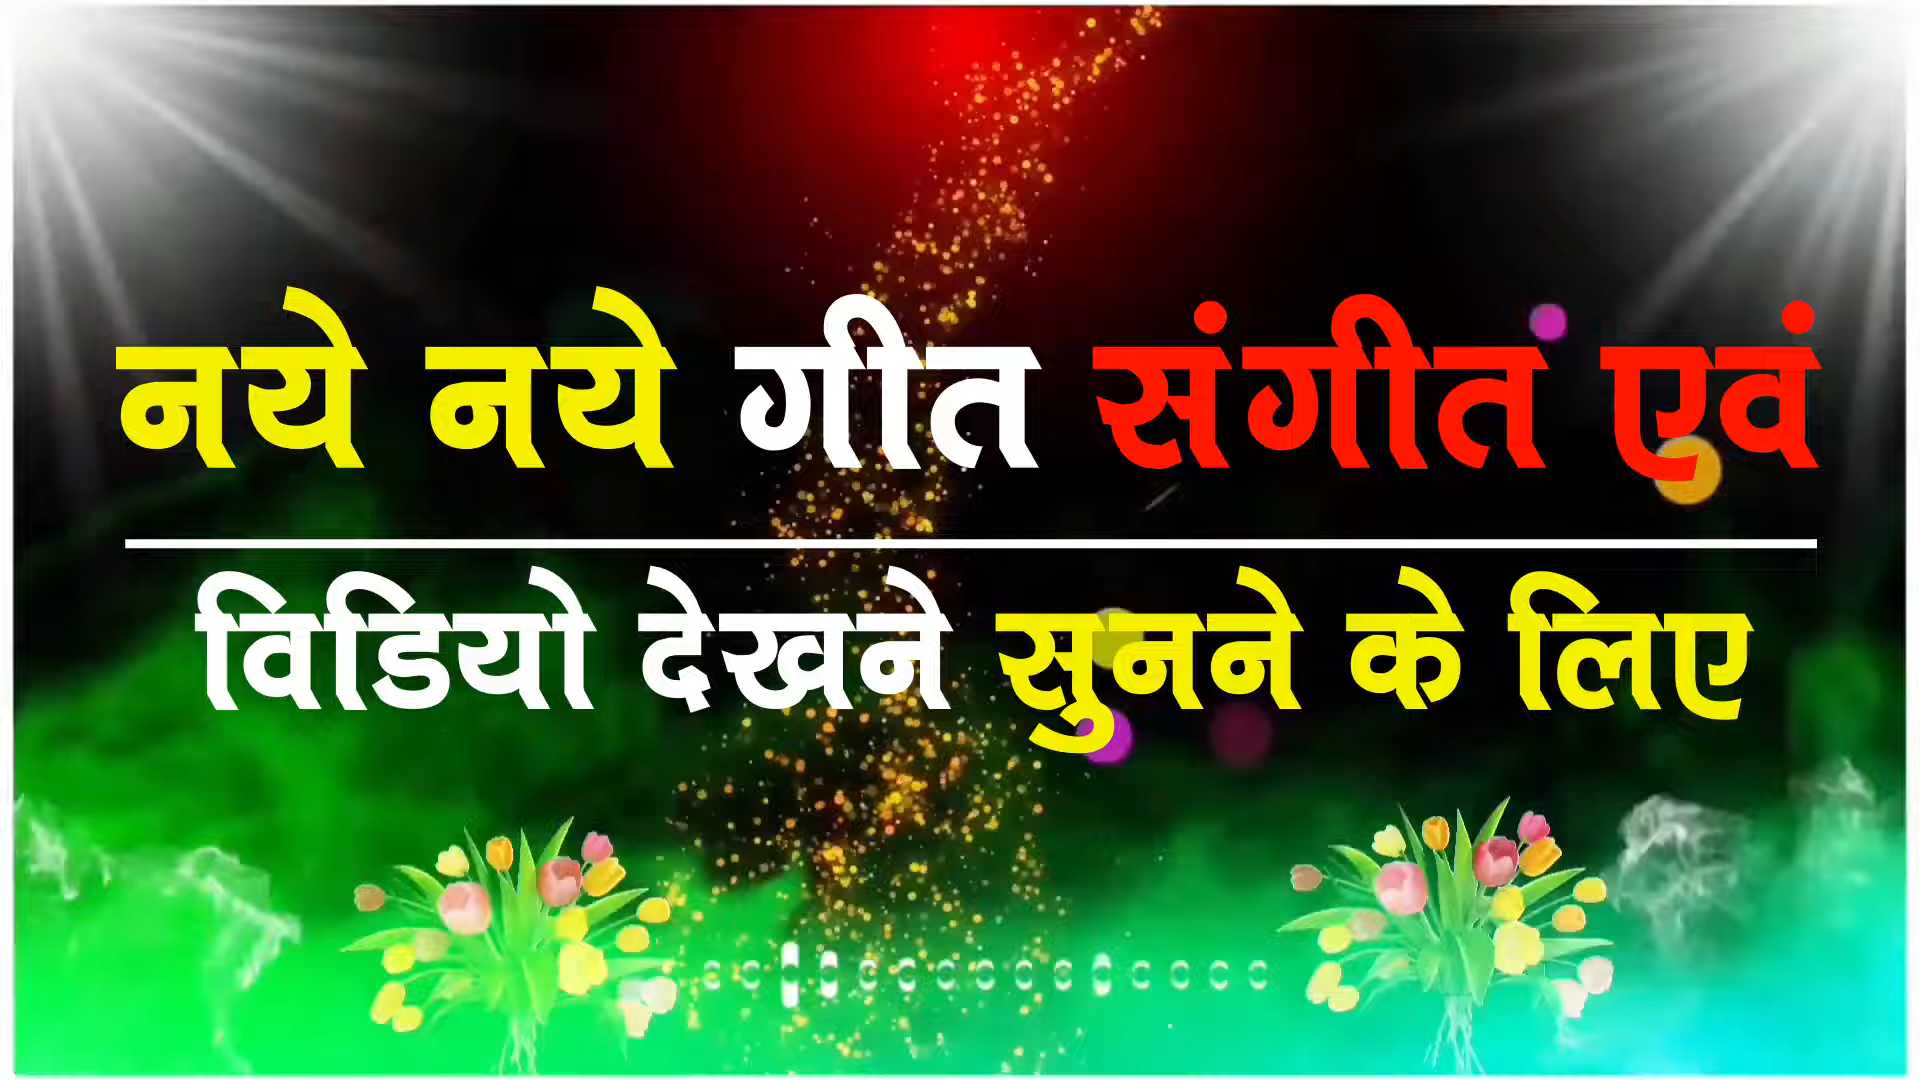 नये नये गीत संगीत एवं
विडियो देखने सुनने के लिए